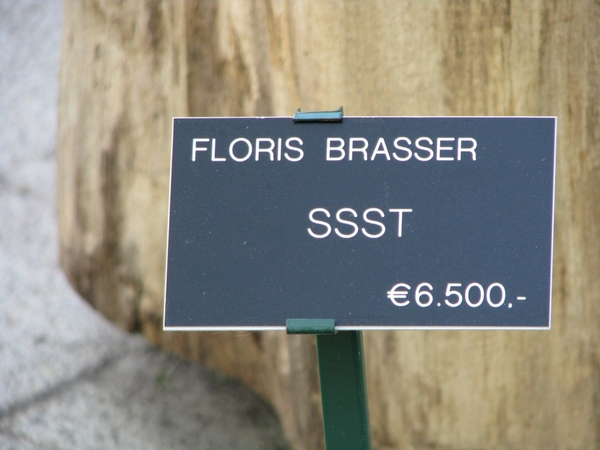 FLORIS BRASSER
SSST
€6.500,-